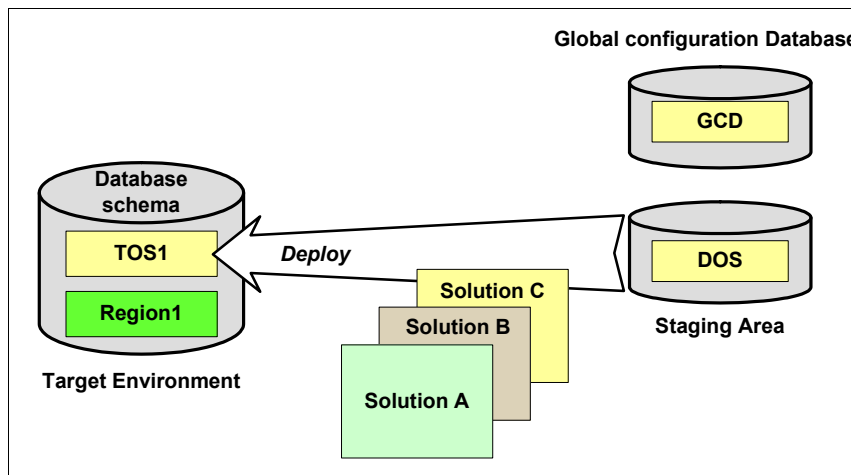 Global configuration Database
GCD
Database
schema
TOS1
Region1
Target Environment
Deploy
DOS
Staging Area
Solution C
Solution B
Solution A